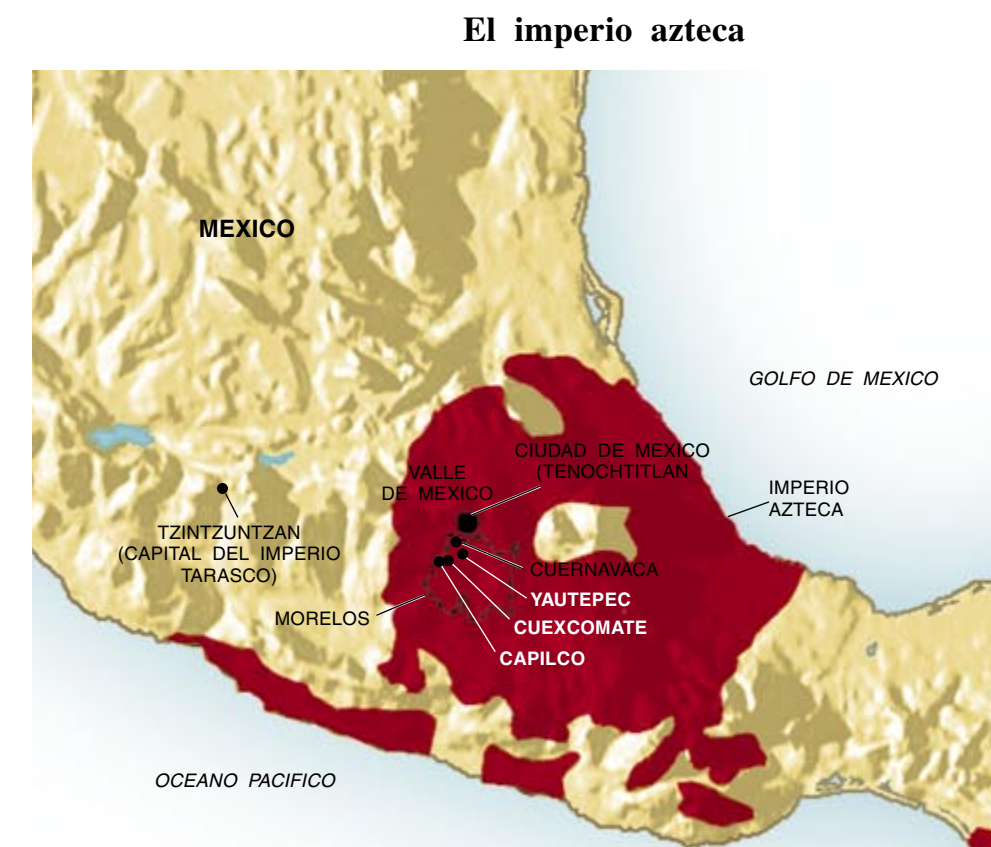 El imperio azteca
MEXICO
GOLFO DE MEXICO
CIUDAD DE MEXICO
(TENOCHTITLAN
VALLE
DE MEXICO
IMPERIO
AZTECA
TZINTZUNTZAN
(CAPITAL DEL IMPERIO
TARASCO)
CUERNAVACA
YAUTEPEC
MORELOS
CUEXCOMATE
CAPILCO
OCEANO PACIFICO